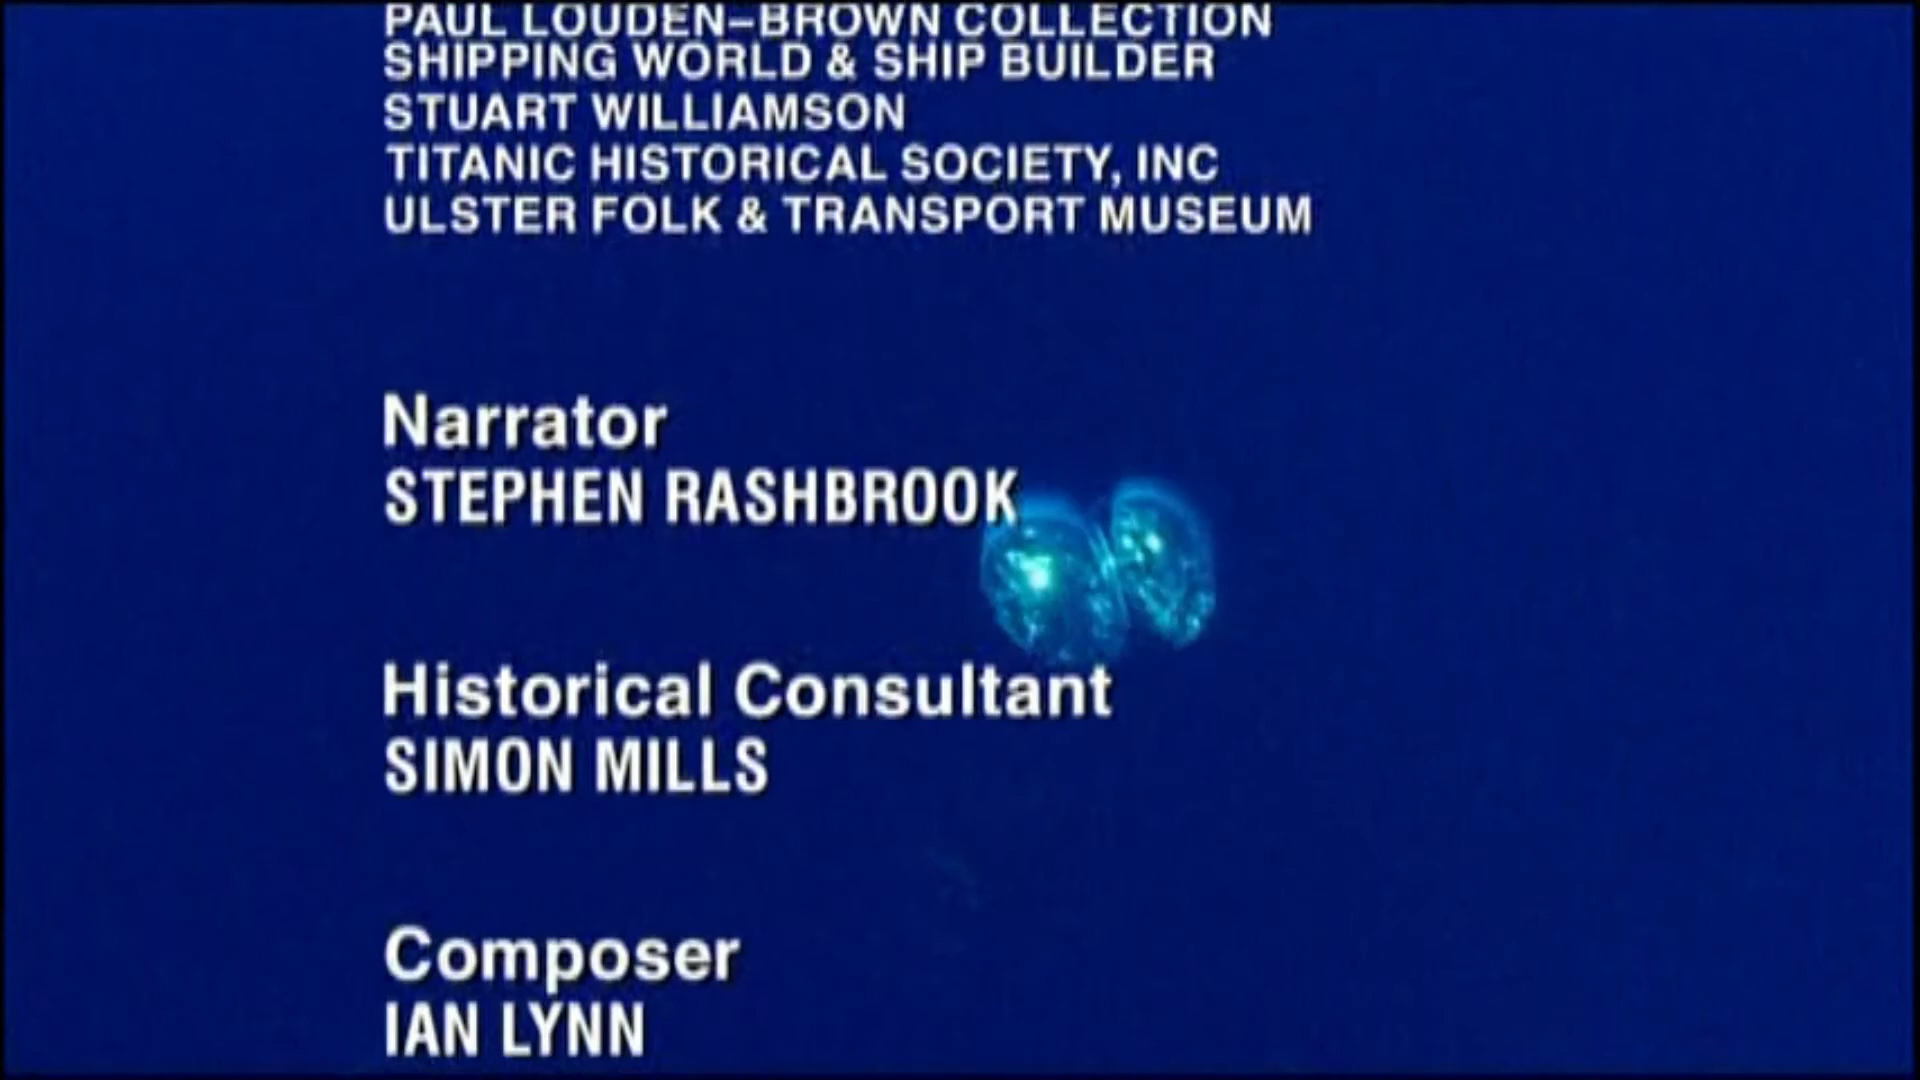 PAUL LOUDEN–BROWN COLLECTION
SHIPPING WORLD & SHIP BUILDER
STUART WILLIAMSON
TITANIC HISTORICAL SOCIETY, INC
ULSTER FOLK & TRANSPORT MUSEUM
Narrator
STEPHEN RASHBROOK
Historical Consultant
SIMON MILLS
Composer
IAN LYNN